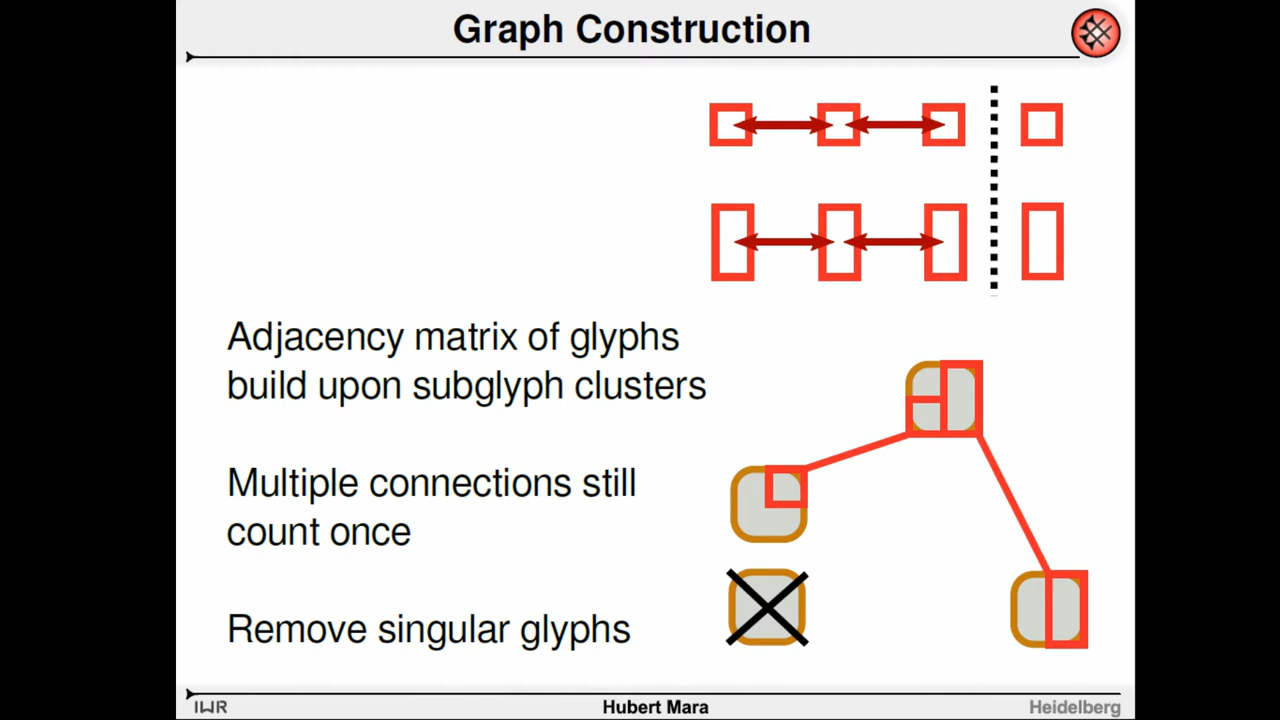 Graph Construction
Adjacency matrix of glyphs
build upon subglyph clusters
Multiple connections still
count once
Remove singular glyphs
IWR
Hubert Mara
Heidelberg